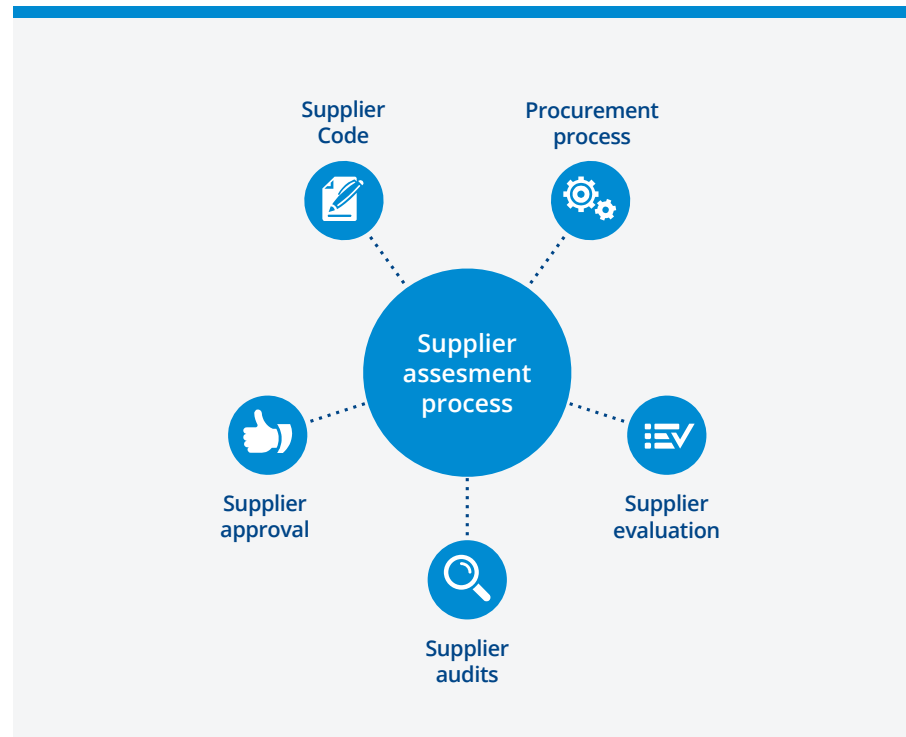 Supplier
Code
Procurement
process
Supplier
assesment
process
Supplier
approval
Supplier
evaluation
Supplier
audits